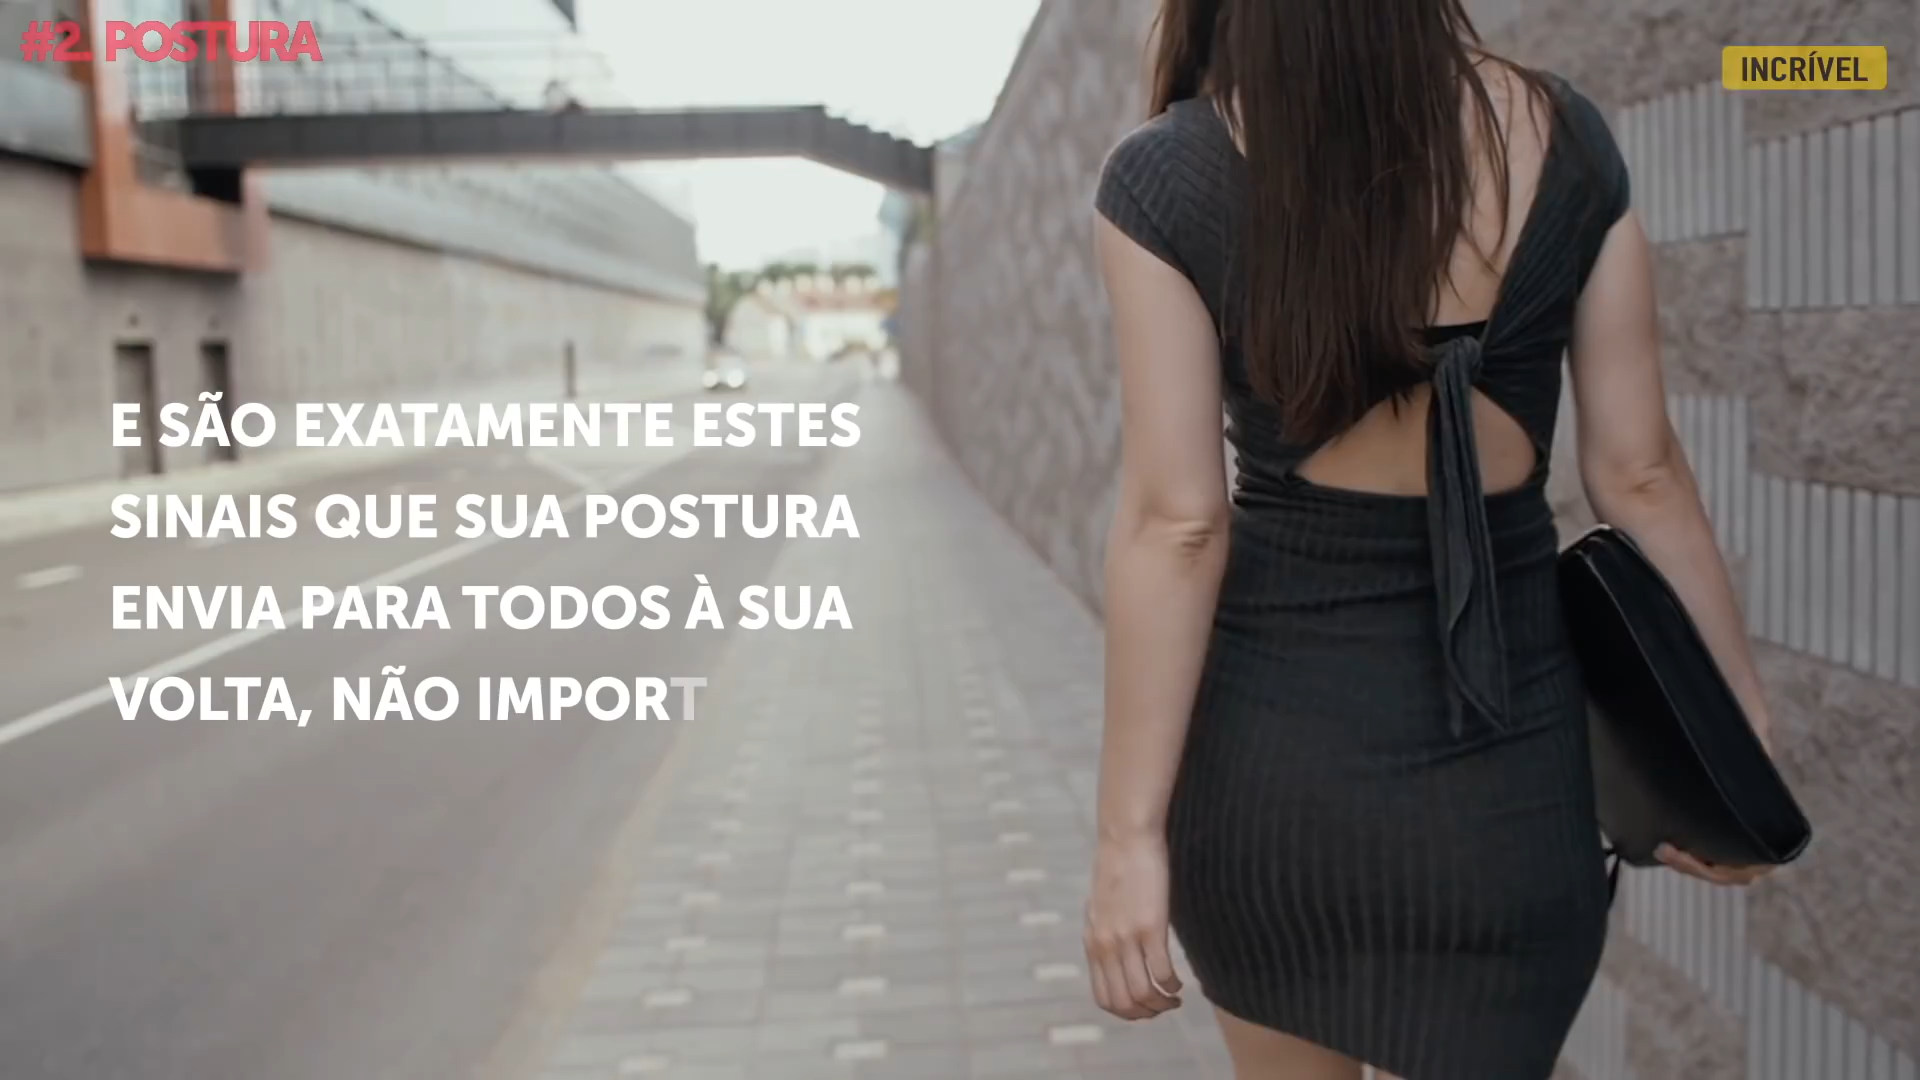 #2. POSTURA
INCRÍVEL
E SÃO EXATAMENTE ESTES
SINAIS QUE SUA POSTURA
ENVIA PARA TODOS À SUA
VOLTA, NÃO IMPORT